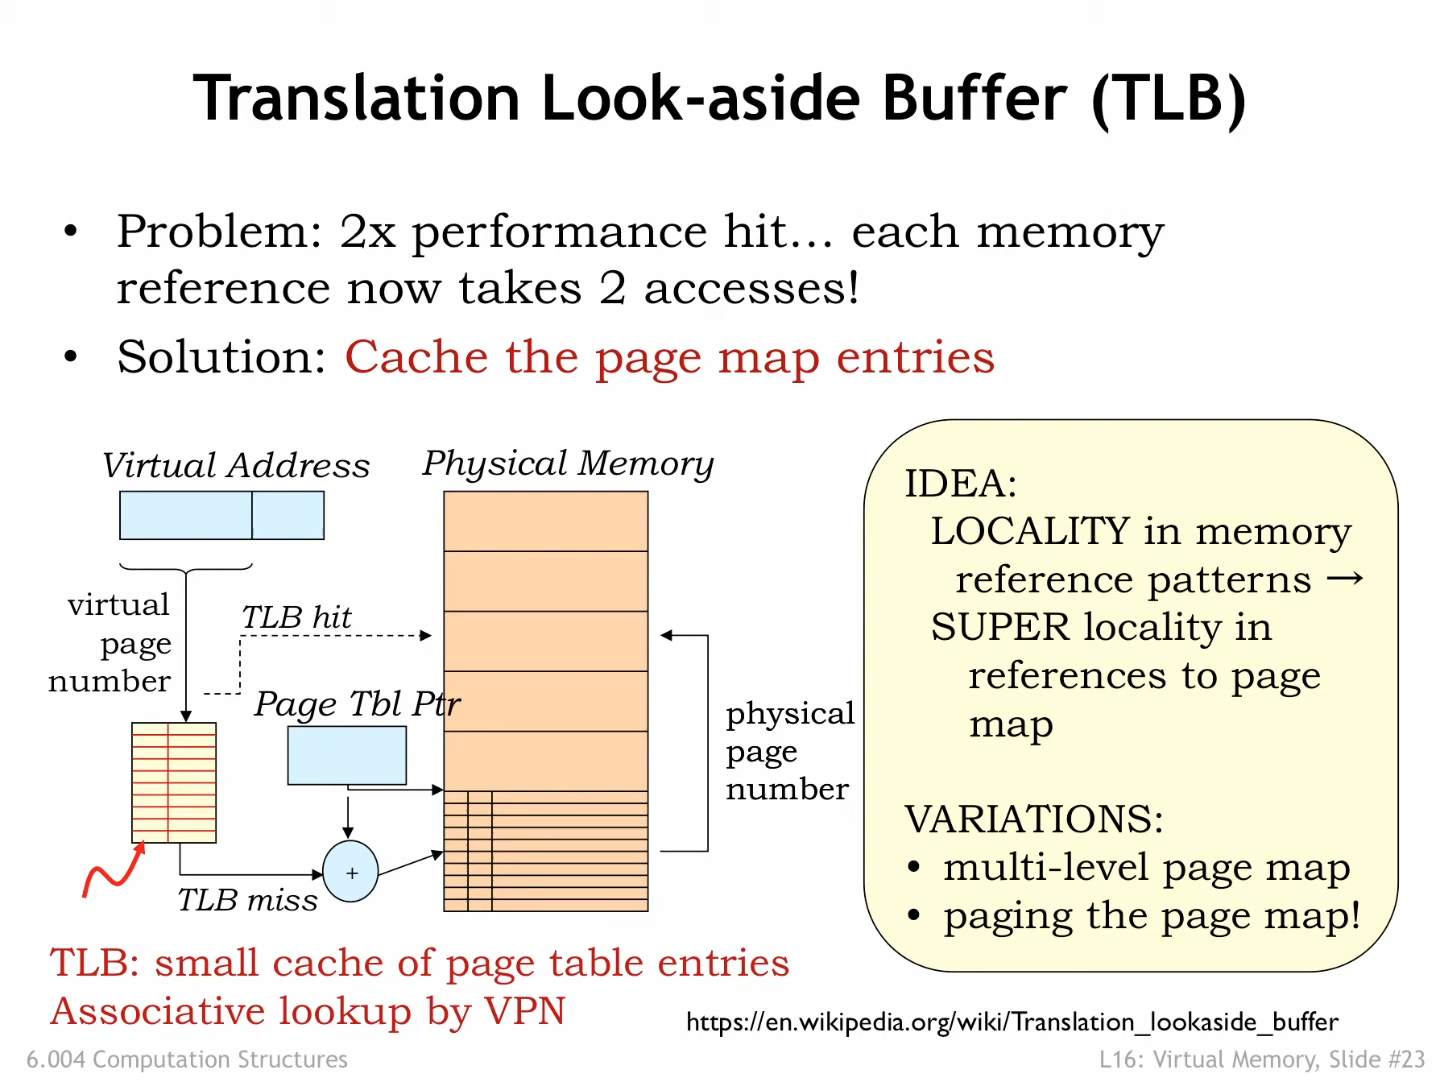 Translation Look-aside Buffer (TLB)
• Problem: 2x performance hit... each memory
reference now takes 2 accesses!
• Solution: Cache the page map entries
Virtual Address
Physical Memory
virtual
page
number
TLB hit
Page Tbl Ptr
+
TLB miss
physical
page
number
TLB: small cache of page table entries
Associative lookup by VPN
IDEA:
LOCALITY in memory
reference patterns →
SUPER locality in
references to page
map
VARIATIONS:
• multi-level page map
• paging the page map!
https://en.wikipedia.org/wiki/Translation_lookaside_buffer
6.004 Computation Structures
L16: Virtual Memory, Slide #23